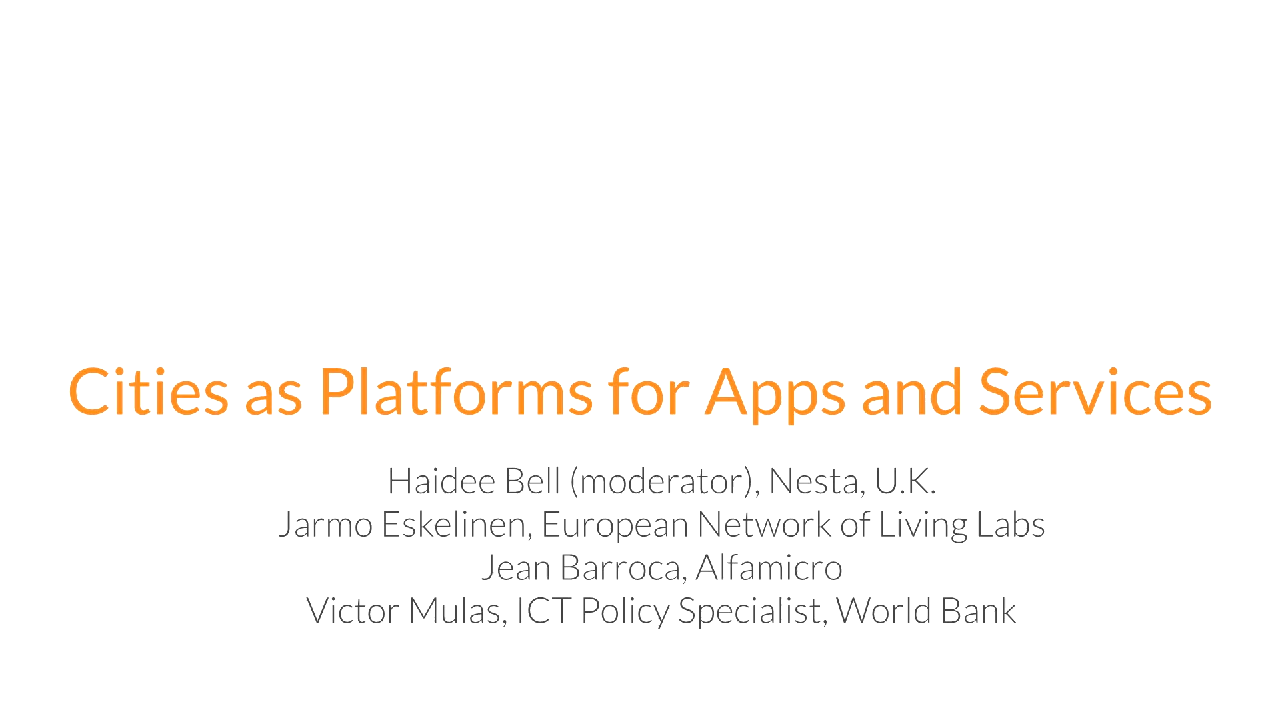 Cities as Platforms for Apps and Services
Haidee Bell (moderator), Nesta, U.K.
Jarmo Eskelinen, European Network of Living Labs
Jean Barroca, Alfamicro
Victor Mulas, ICT Policy Specialist, World Bank